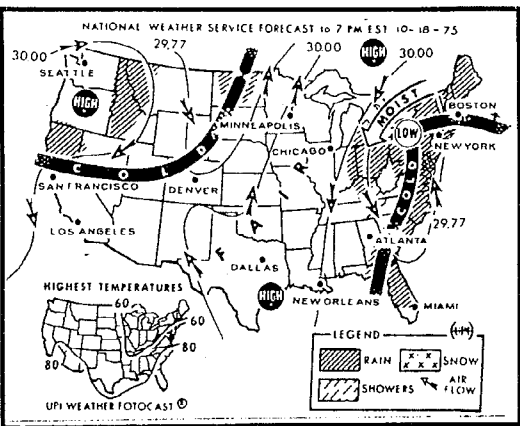 NATIONAL WEATHER SERVICE FORECAST to 7 PM EST 10-18-75
30.00
29.77
30.00
30.00
SEATTLE
HIGH
HIGH
HIGH
MOIST
BOSTON
MINNEAPOLIS
LOW
NEW YORK
CHICAGO
COLD
COLD
SAN FRANCISCO
DENVER
FAIR
29.77
LOS ANGELES
ATLANTA
DALLAS
HIGHEST TEMPERATURES
NEW ORLEANS
MIAMI
60
60
80
80
LEGEND
RAIN
SNOW
SHOWERS
AIR FLOW
UPI WEATHER FOTOCAST ®